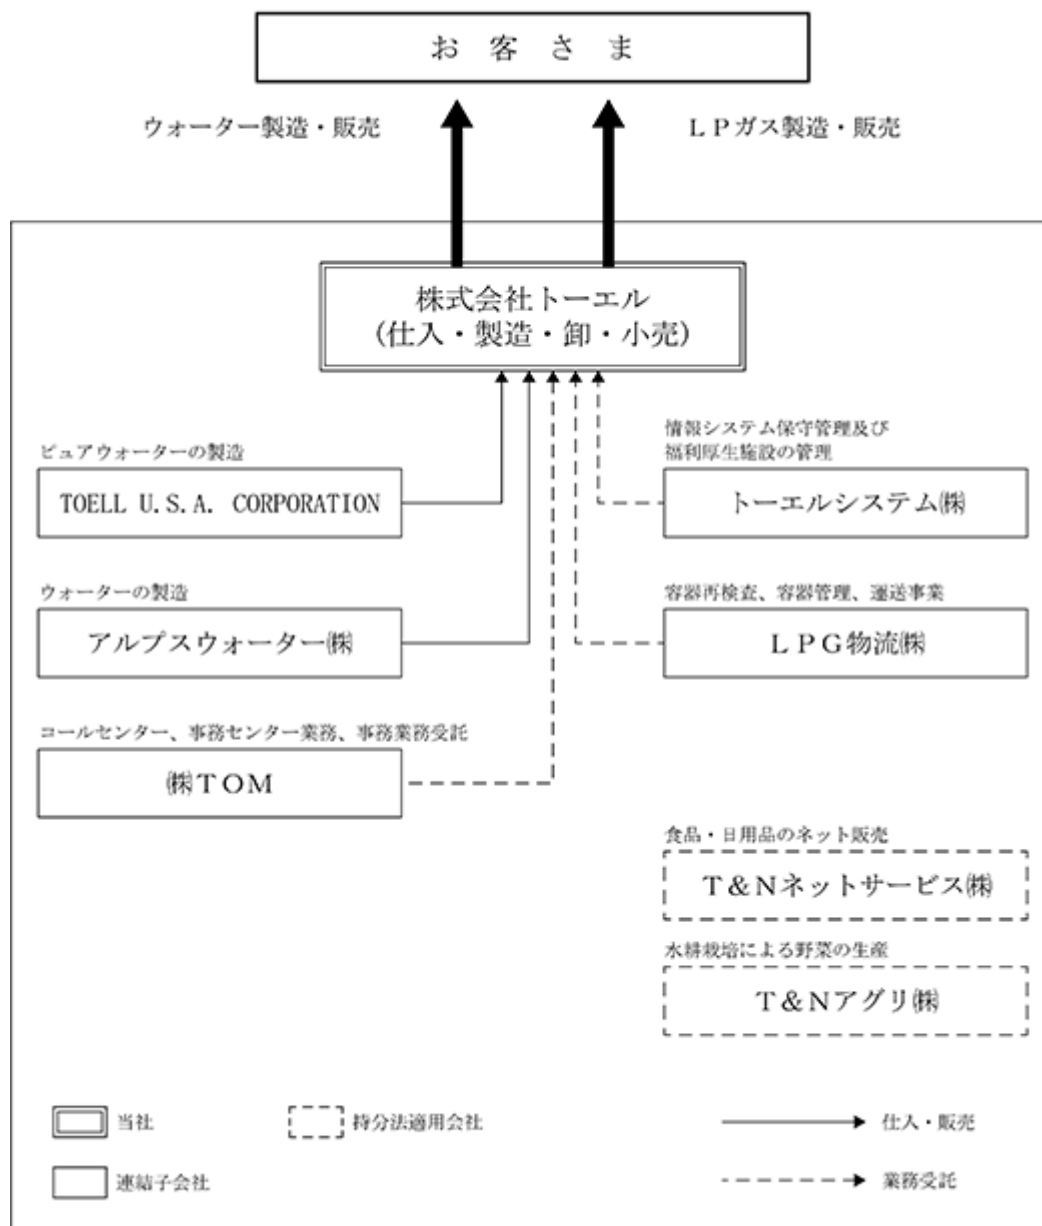 お客さま
ウォーター製造・販売
ＬＰガス製造・販売
株式会社トーエル
(仕入・製造・卸・小売)
ピュアウォーターの製造
TOELL U.S.A. CORPORATION
ウォーターの製造
アルプスウォーター㈱
コールセンター、事務センター業務、事務業務受託
㈱ＴＯＭ
情報システム保守管理及び
福利厚生施設の管理
トーエルシステム㈱
容器再検査、容器管理、運送事業
ＬＰＧ物流㈱
食品・日用品のネット販売
Ｔ＆Ｎネットサービス㈱
水耕栽培による野菜の生産
Ｔ＆Ｎアグリ㈱
当社
持分法適用会社
仕入・販売
連結子会社
業務受託